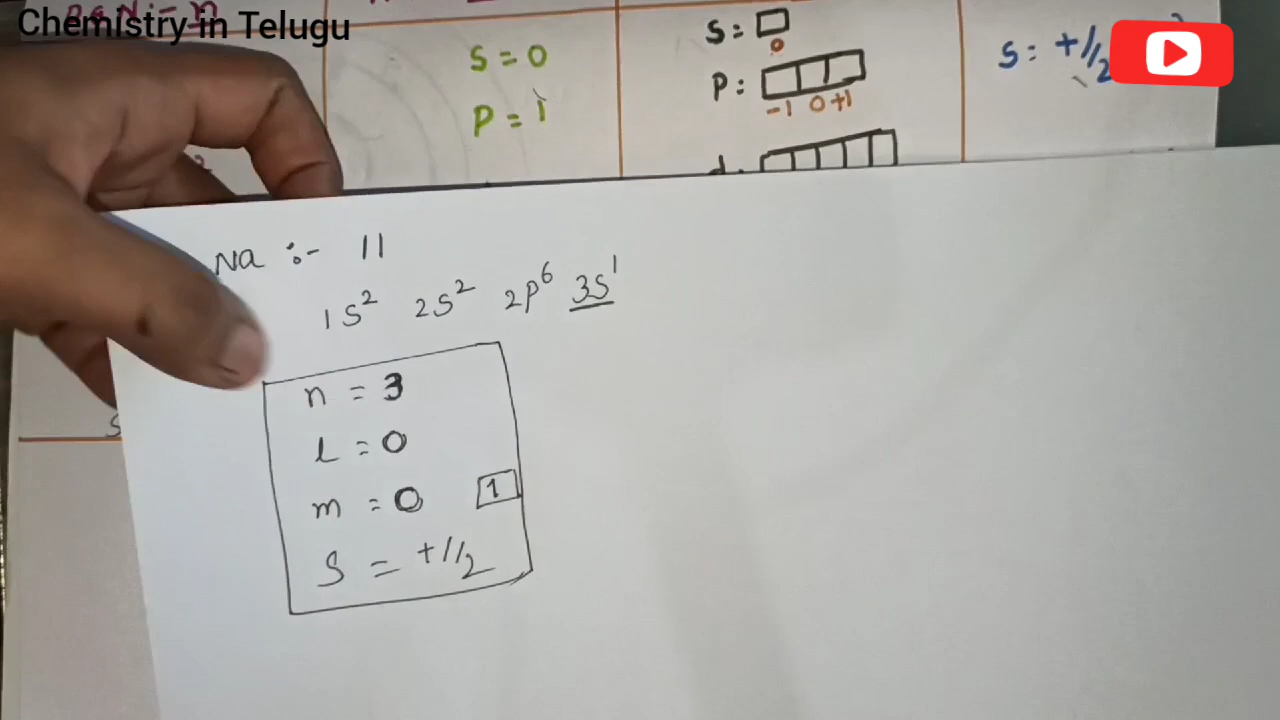 Chemistry in Telugu
S = 0
P = 1
S :
0
P :
-1 0 +1
d :
S : +1/2
Na :- 11
1S² 2S² 2P⁶ 3S¹
n = 3
l = 0
m = 0 1
S = +1/2